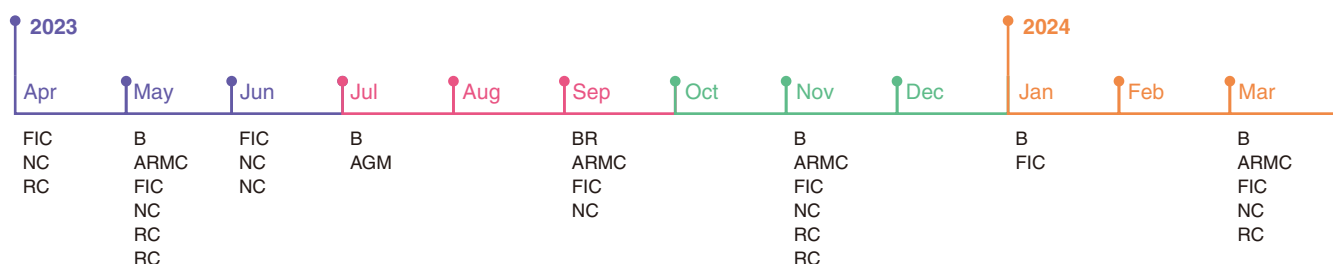 2023
2024
Apr May Jun Jul Aug Sep Oct Nov Dec Jan Feb Mar
FIC B FIC B BR B B B
NC ARMC NC AGM ARMC ARMC FIC ARMC
RC FIC NC FIC FIC FIC
NC NC NC NC
RC RC RC
RC RC